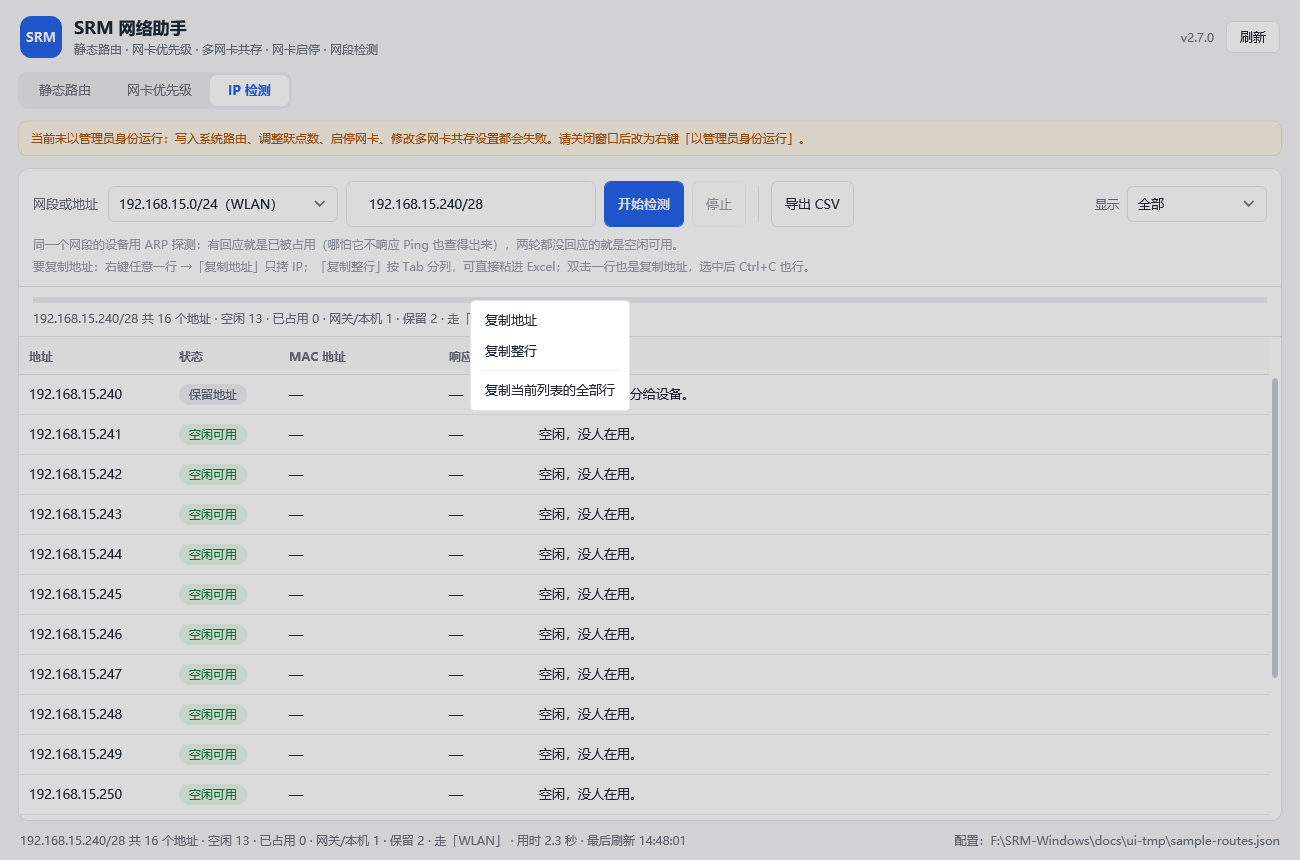 SRM
SRM 网络助手
静态路由 · 网卡优先级 · 多网卡共存 · 网卡启停 · 网段检测
v2.7.0
刷新
静态路由
网卡优先级
IP 检测
当前未以管理员身份运行：写入系统路由、调整跃点数、启停网卡、修改多网卡共存设置都会失败。请关闭窗口后改为右键「以管理员身份运行」。
网段或地址
192.168.15.0/24（WLAN）
192.168.15.240/28
开始检测
停止
导出 CSV
显示
全部
同一个网段的设备用 ARP 探测：有回应就是已被占用（哪怕它不响应 Ping 也查得出来），两轮都没回应的就是空闲可用。
要复制地址：右键任意一行 →「复制地址」只拷 IP；「复制整行」按 Tab 分列，可直接粘进 Excel；双击一行也是复制地址，选中后 Ctrl+C 也行。
192.168.15.240/28 共 16 个地址 · 空闲 13 · 已占用 0 · 网关/本机 1 · 保留 2 · 走「
复制地址
复制整行
复制当前列表的全部行
地址
状态
MAC 地址
响应
192.168.15.240 保留地址 — — 分给设备。
192.168.15.241 空闲可用 — — 空闲，没人在用。
192.168.15.242 空闲可用 — — 空闲，没人在用。
192.168.15.243 空闲可用 — — 空闲，没人在用。
192.168.15.244 空闲可用 — — 空闲，没人在用。
192.168.15.245 空闲可用 — — 空闲，没人在用。
192.168.15.246 空闲可用 — — 空闲，没人在用。
192.168.15.247 空闲可用 — — 空闲，没人在用。
192.168.15.248 空闲可用 — — 空闲，没人在用。
192.168.15.249 空闲可用 — — 空闲，没人在用。
192.168.15.250 空闲可用 — — 空闲，没人在用。
192.168.15.240/28 共 16 个地址 · 空闲 13 · 已占用 0 · 网关/本机 1 · 保留 2 · 走「WLAN」 · 用时 2.3 秒 · 最后刷新 14:48:01
配置：F:\SRM-Windows\docs\ui-tmp\sample-routes.json